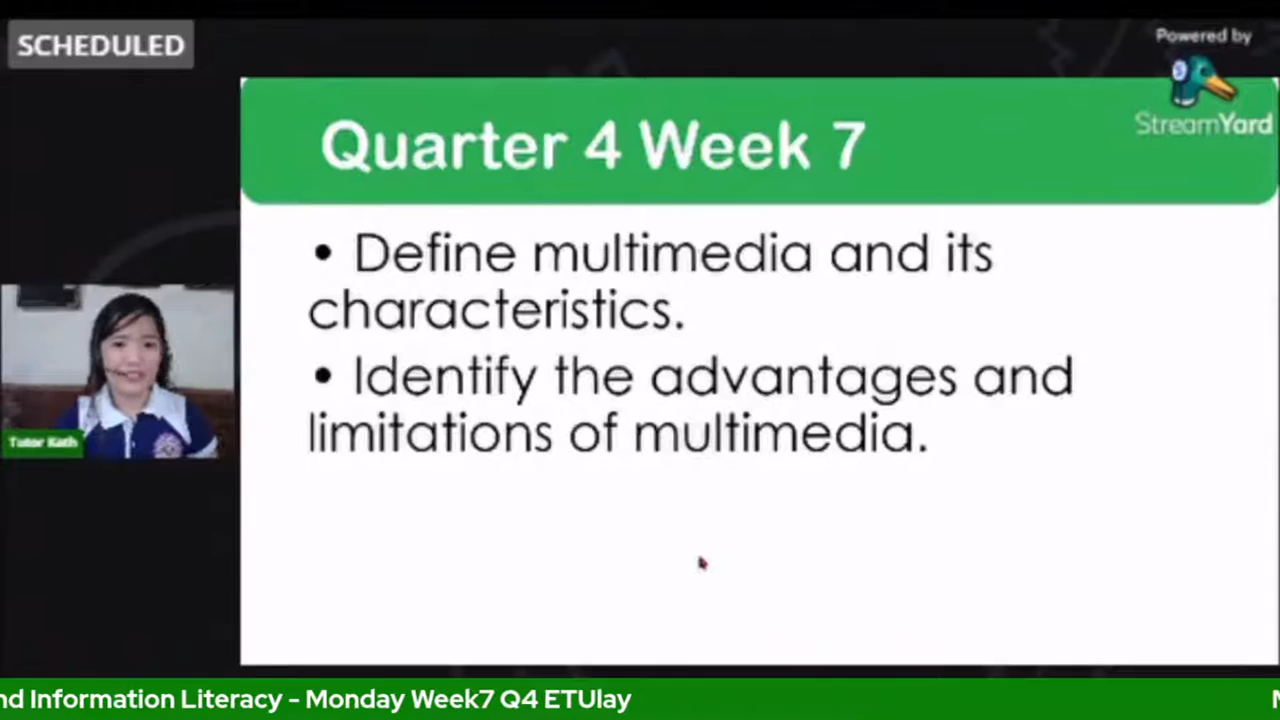 SCHEDULED
Powered by
StreamYard
Quarter 4 Week 7
• Define multimedia and its
characteristics.
• Identify the advantages and
limitations of multimedia.
Tutor Kath
nd Information Literacy - Monday Week7 Q4 ETUlay